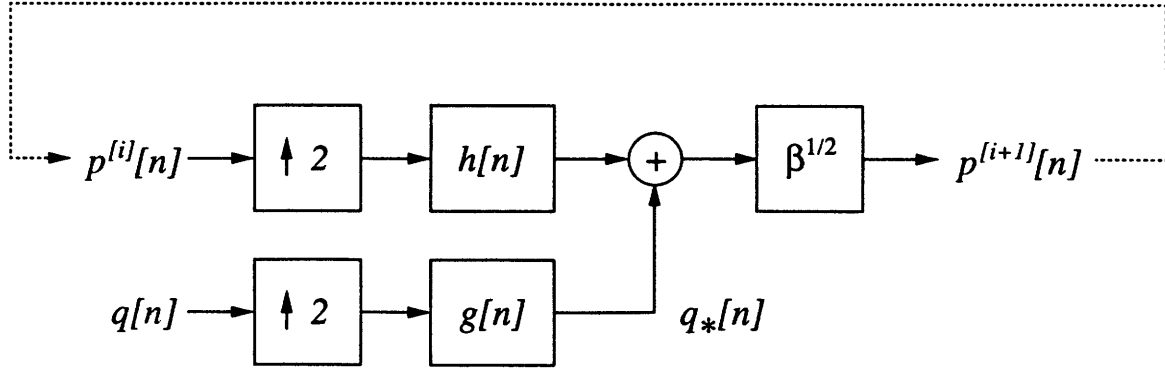 p^{[i]}[n] ↑ 2 h[n] + β^{1/2} p^{[i+1]}[n]
q[n] ↑ 2 g[n] q_*[n]